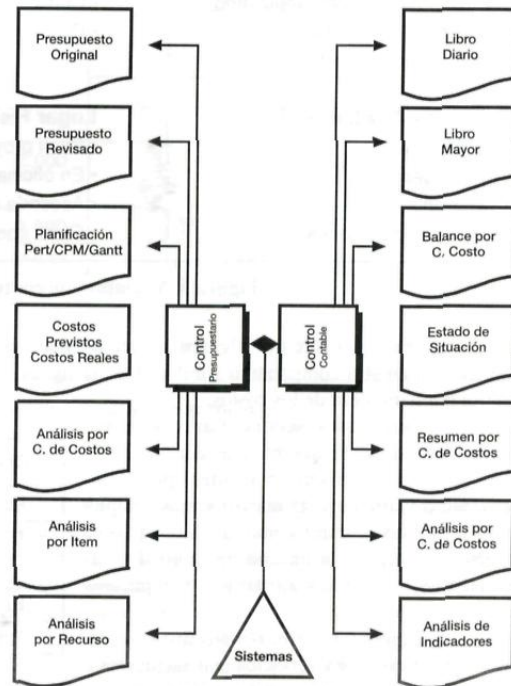 Presupuesto
Original
Presupuesto
Revisado
Planificación
Pert/CPM/Gantt
Costos
Previstos
Costos Reales
Análisis por
C. de Costos
Análisis
por Item
Análisis
por Recurso
Control
Presupuestario
Control
Contable
Sistemas
Libro
Diario
Libro
Mayor
Balance por
C. Costo
Estado de
Situación
Resumen por
C. de Costos
Análisis por
C. de Costos
Análisis de
Indicadores